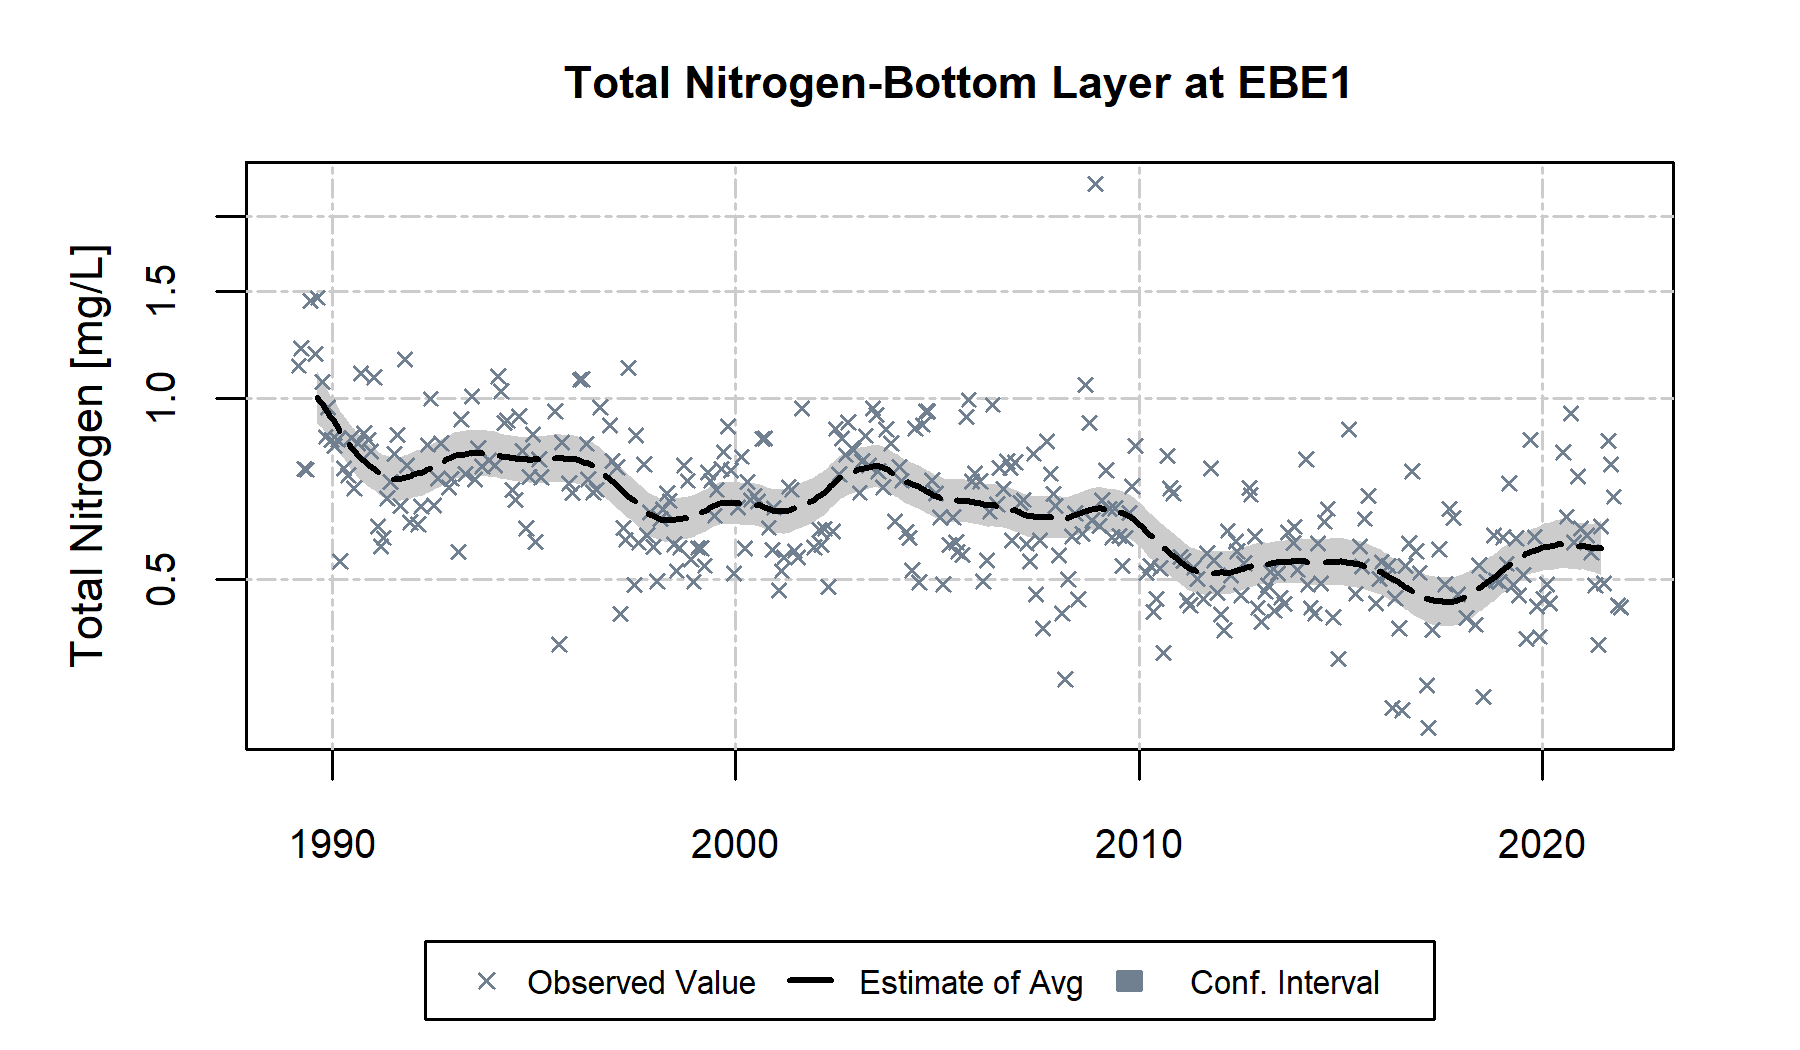 Total Nitrogen-Bottom Layer at EBE1
Total Nitrogen [mg/L]
1.5
1.0
0.5
1990 2000 2010 2020
Observed Value Estimate of Avg Conf. Interval